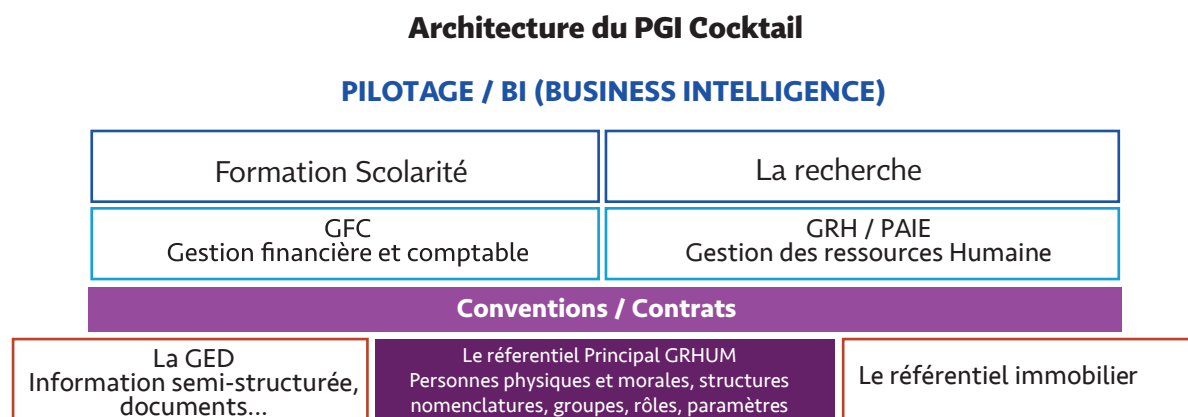 Architecture du PGI Cocktail
PILOTAGE / BI (BUSINESS INTELLIGENCE)
Formation Scolarité
La recherche
GFC
Gestion financière et comptable
GRH / PAIE
Gestion des ressources Humaine
Conventions / Contrats
La GED
Information semi-structurée,
documents...
Le réferentiel Principal GRHUM
Personnes physiques et morales, structures
nomenclatures, groupes, rôles, paramètres
Le référentiel immobilier